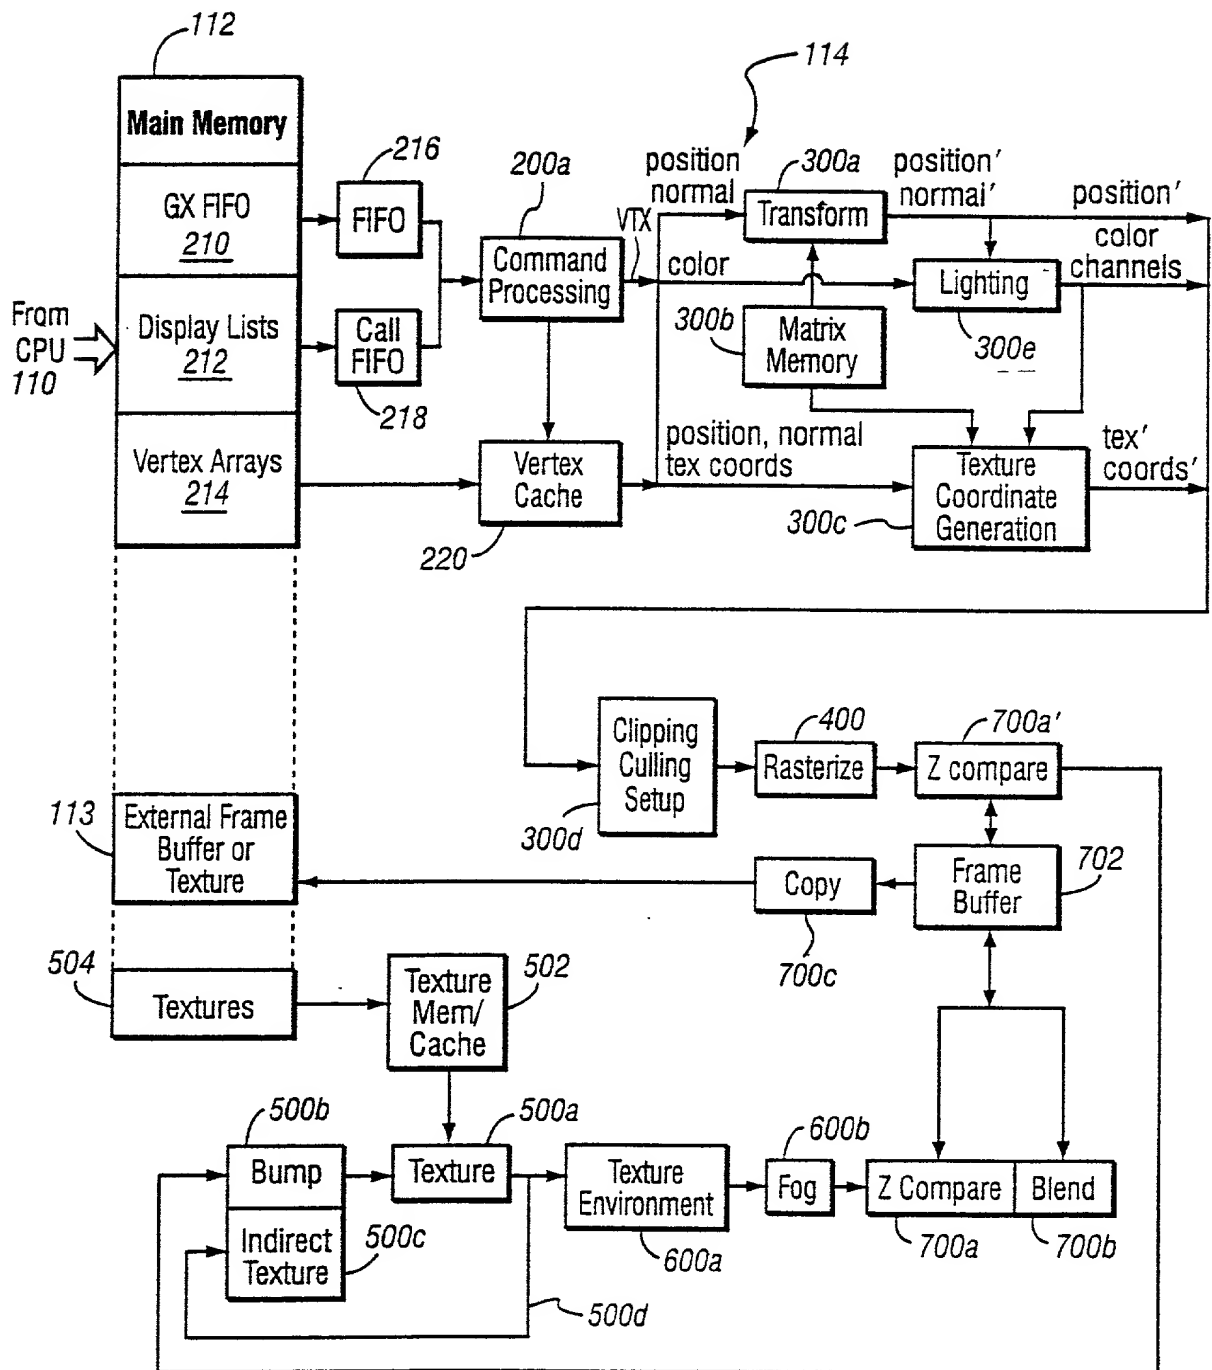 112
114
Main Memory
GX FIFO
210
Display Lists
212
Vertex Arrays
214
From
CPU
110
216
FIFO
Call
FIFO
218
200a
Command
Processing
VTX
Vertex
Cache
220
position
normal
300a
Transform
position′
normal′
position′
color
color
channels
Lighting
300e
300b
Matrix
Memory
position, normal
tex coords
Texture
Coordinate
Generation
300c
tex′
coords′
Clipping
Culling
Setup
300d
400
Rasterize
700a′
Z compare
113
External Frame
Buffer or
Texture
Copy
700c
Frame
Buffer
702
504
Textures
Texture
Mem/
Cache
502
500b
Bump
500a
Texture
Indirect
Texture
500c
500d
Texture
Environment
600a
600b
Fog
Z Compare
700a
Blend
700b